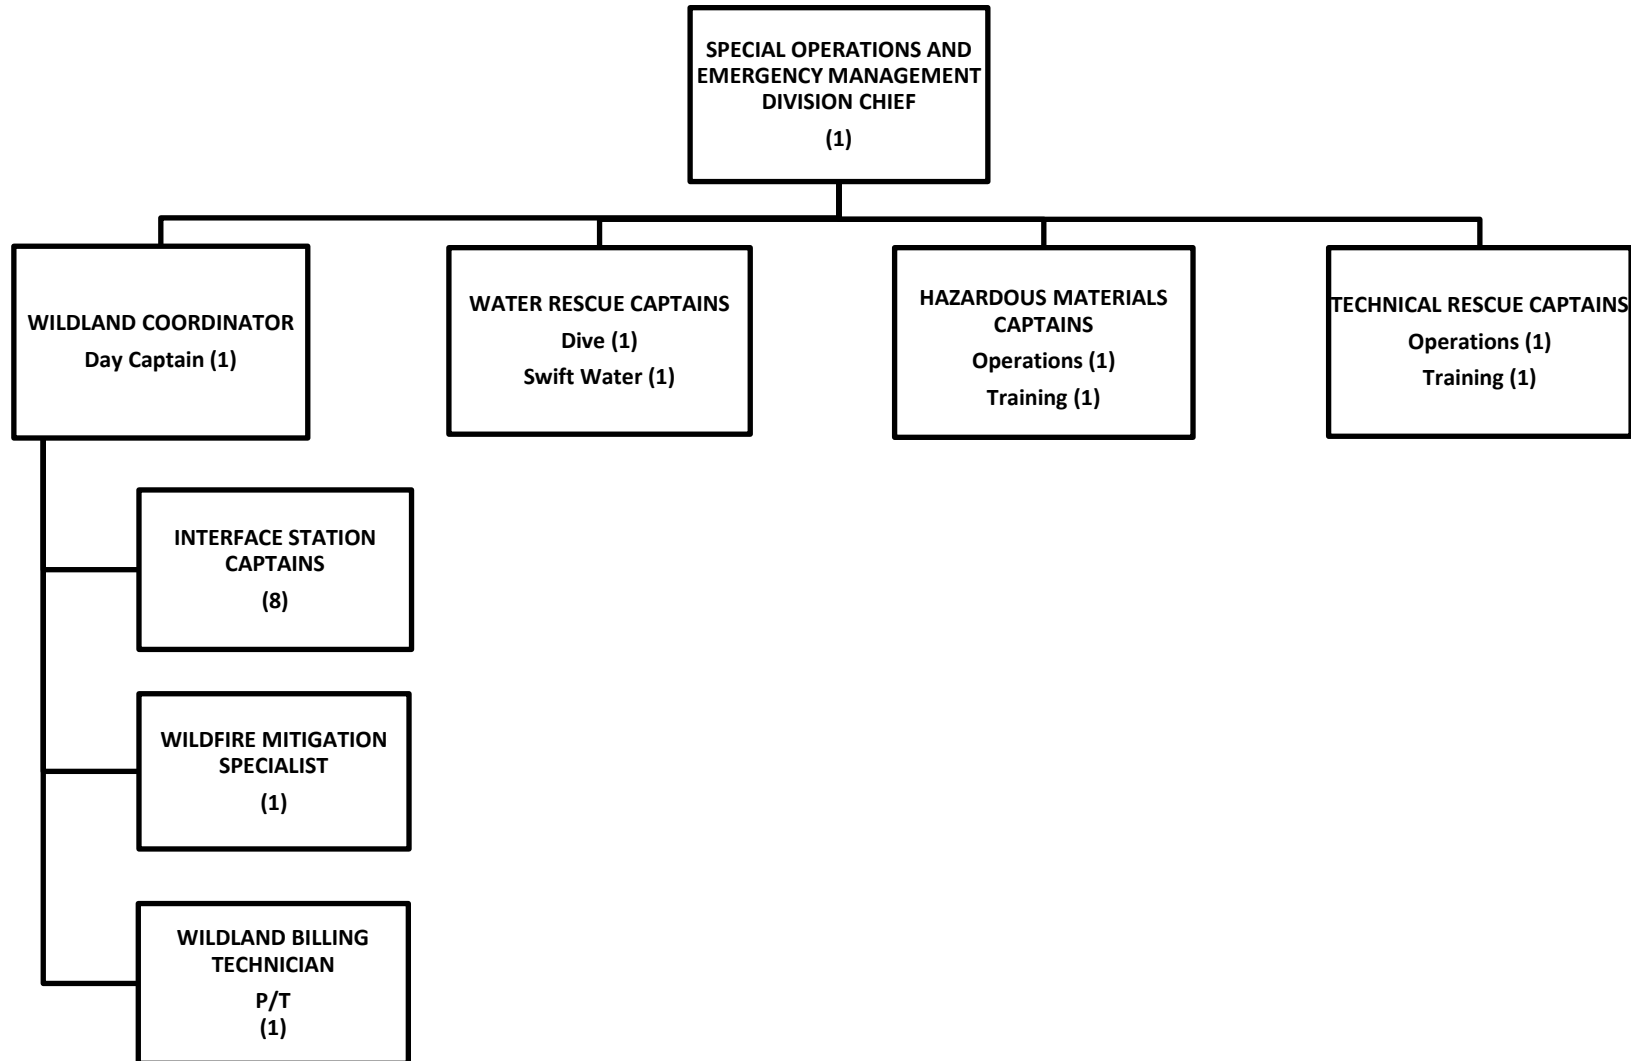 SPECIAL OPERATIONS AND
EMERGENCY MANAGEMENT
DIVISION CHIEF
(1)
WILDLAND COORDINATOR
Day Captain (1)
WATER RESCUE CAPTAINS
Dive (1)
Swift Water (1)
HAZARDOUS MATERIALS
CAPTAINS
Operations (1)
Training (1)
TECHNICAL RESCUE CAPTAINS
Operations (1)
Training (1)
INTERFACE STATION
CAPTAINS
(8)
WILDFIRE MITIGATION
SPECIALIST
(1)
WILDLAND BILLING
TECHNICIAN
P/T
(1)